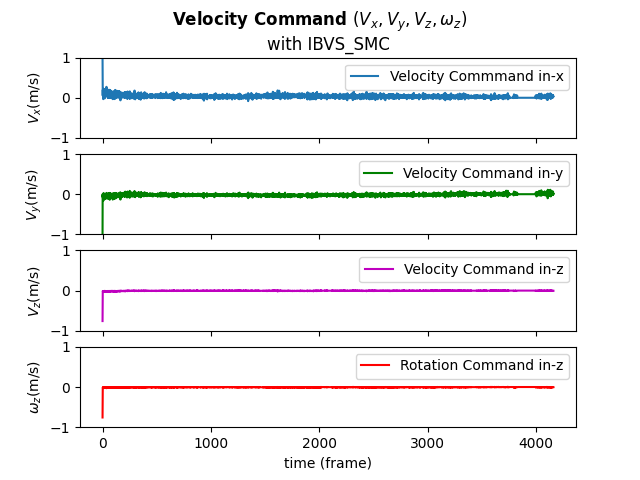 Velocity Command (Vx, Vy, Vz, ωz)
with IBVS_SMC
1
0
−1
Vx(m/s)
Velocity Commmand in-x
1
0
−1
Vy(m/s)
Velocity Command in-y
1
0
−1
Vz(m/s)
Velocity Command in-z
1
0
−1
ωz(m/s)
Rotation Command in-z
0 1000 2000 3000 4000
time (frame)